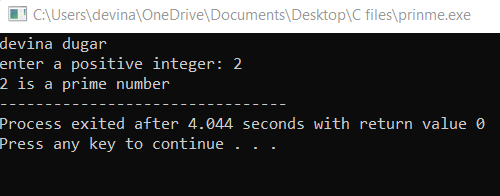 C:\Users\devina\OneDrive\Documents\Desktop\C files\prinme.exe
devina dugar
enter a positive integer: 2
2 is a prime number
--------------------------------
Process exited after 4.044 seconds with return value 0
Press any key to continue . . .